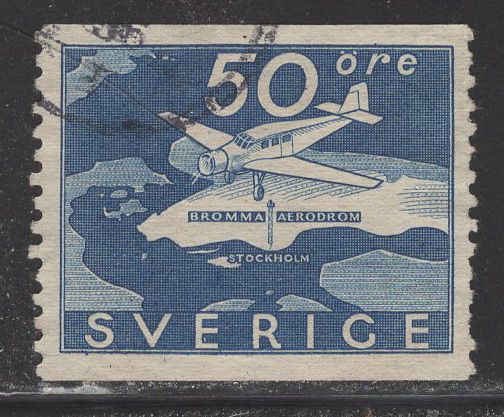 50 öre
BROMMA AERODROM
STOCKHOLM
SVERIGE